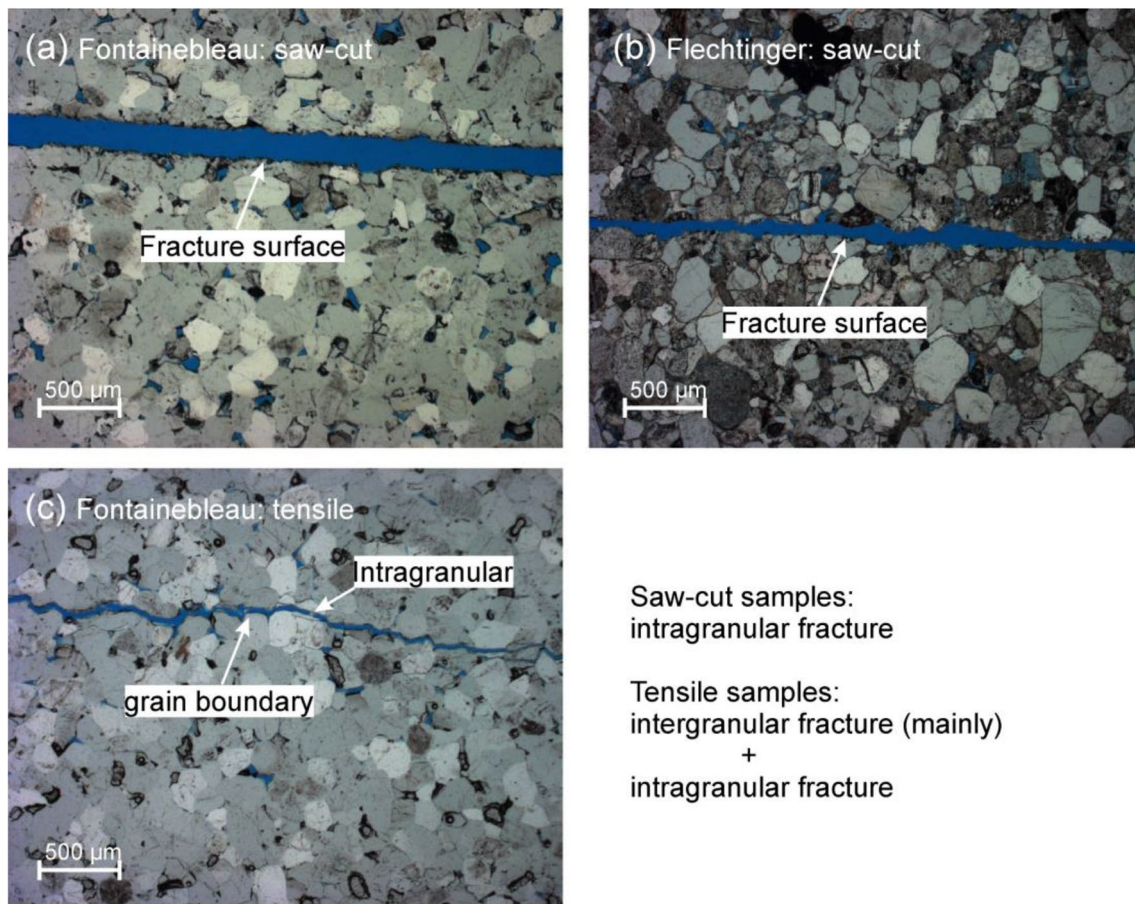 (a) Fontainebleau: saw-cut
Fracture surface
500 µm
(b) Flechtinger: saw-cut
Fracture surface
500 µm
(c) Fontainebleau: tensile
Intragranular
grain boundary
500 µm
Saw-cut samples:
intragranular fracture
Tensile samples:
intergranular fracture (mainly)
+
intragranular fracture